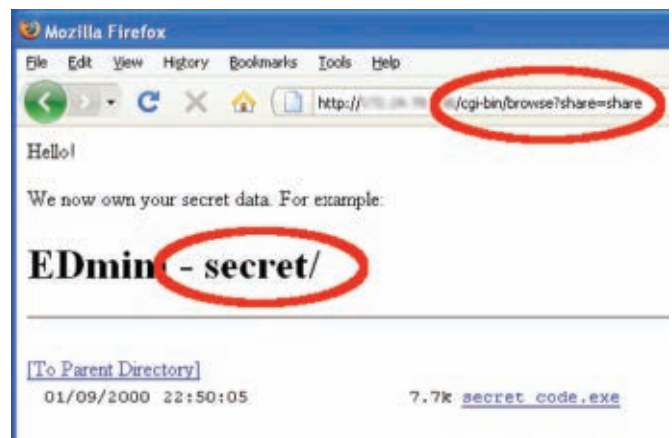 Mozilla Firefox
File Edit View History Bookmarks Tools Help
http:// /cgi-bin/browse?share=share
Hello!
We now own your secret data. For example:
EDmini - secret/
[To Parent Directory]
01/09/2000 22:50:05 7.7k secret code.exe